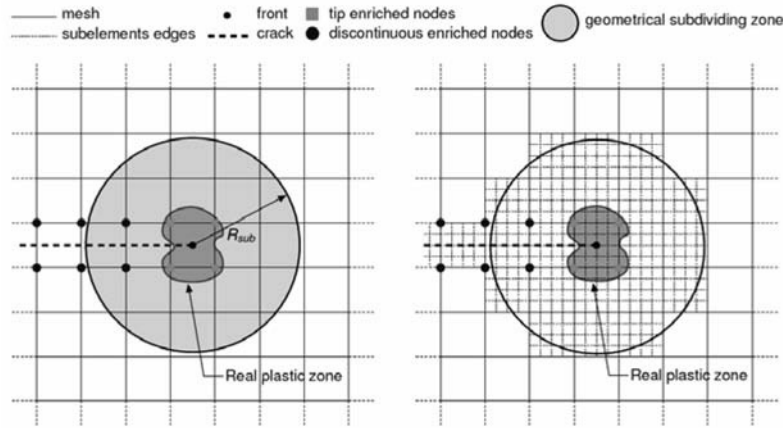 mesh
front
tip enriched nodes
geometrical subdividing zone
subelements edges
crack
discontinuous enriched nodes
R_sub
Real plastic zone
Real plastic zone